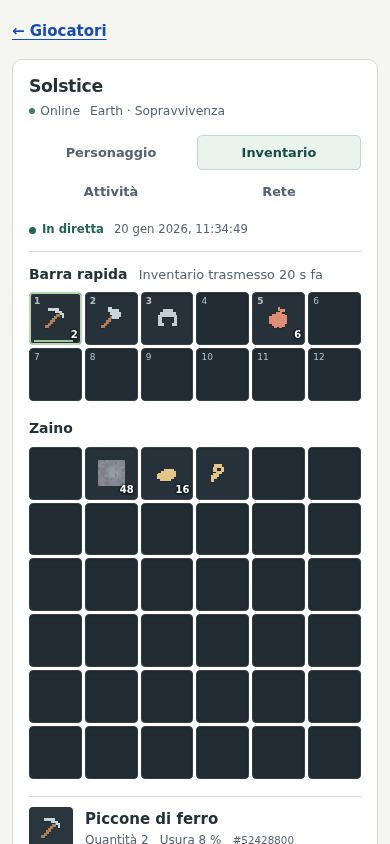 ← Giocatori
Solstice
Online Earth · Sopravvivenza
Personaggio Inventario
Attività Rete
In diretta 20 gen 2026, 11:34:49
Barra rapida Inventario trasmesso 20 s fa
1 2 2 3 4 5 6 6
7 8 9 10 11 12
Zaino
48 16
Piccone di ferro
Quantità 2 Usura 8 % #52428800